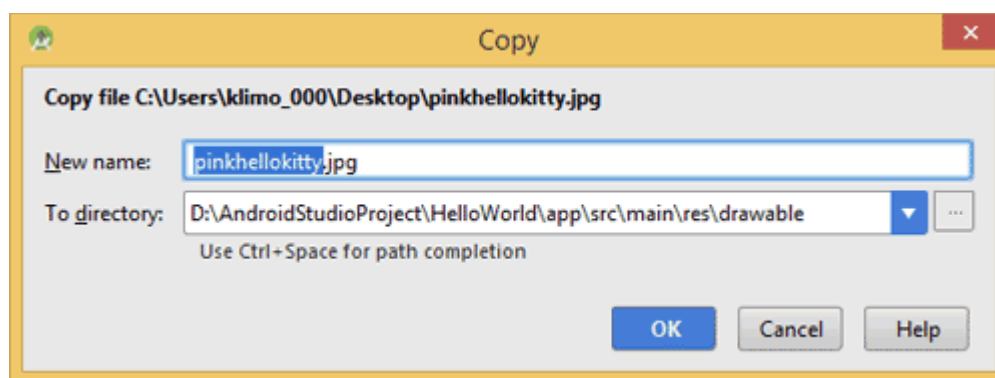 Copy
Copy file C:\Users\klimo_000\Desktop\pinkhellokitty.jpg
New name: pinkhellokitty.jpg
To directory: D:\AndroidStudioProject\HelloWorld\app\src\main\res\drawable
Use Ctrl+Space for path completion
OK Cancel Help